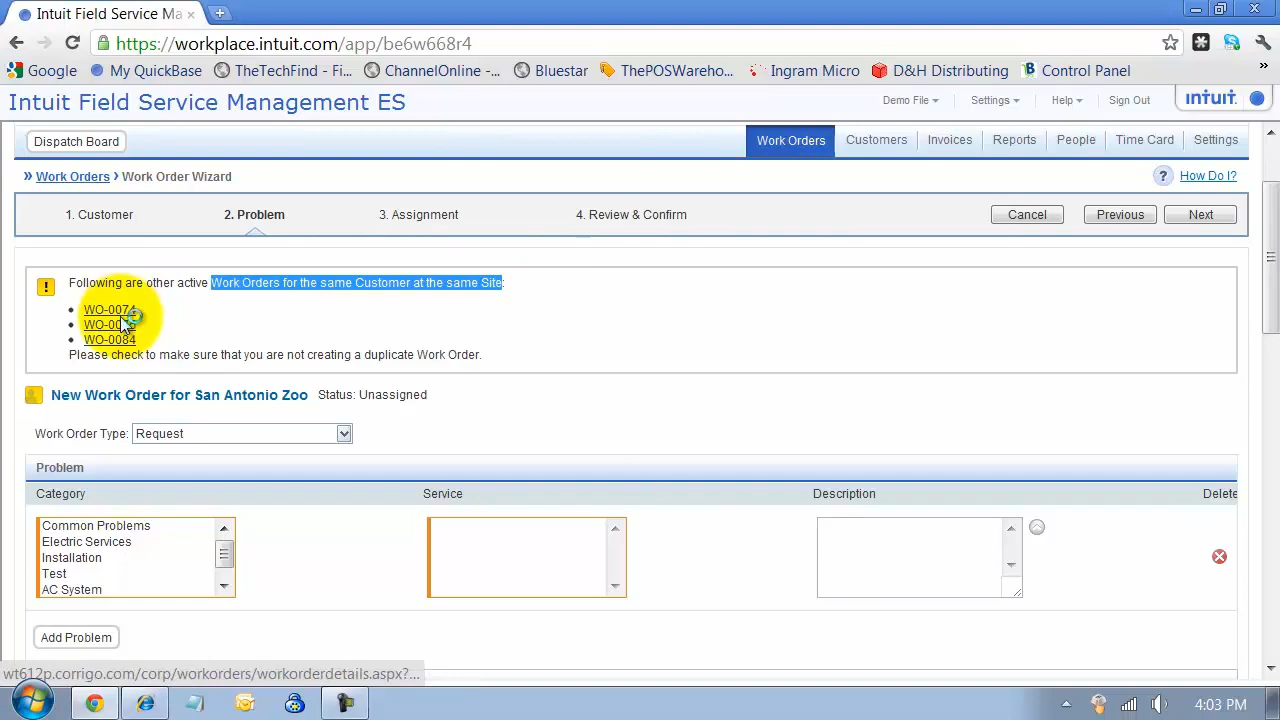 Intuit Field Service Ma
https://workplace.intuit.com/app/be6w668r4
Google My QuickBase TheTechFind - Fi... ChannelOnline -... Bluestar ThePOSWareho... Ingram Micro D&H Distributing Control Panel »
Intuit Field Service Management ES Demo File Settings Help Sign Out intuit.
Dispatch Board Work Orders Customers Invoices Reports People Time Card Settings
» Work Orders › Work Order Wizard ? How Do I?
1. Customer 2. Problem 3. Assignment 4. Review & Confirm Cancel Previous Next
! Following are other active Work Orders for the same Customer at the same Site:
• WO-0074
•
• WO-0084
Please check to make sure that you are not creating a duplicate Work Order.
New Work Order for San Antonio Zoo Status: Unassigned
Work Order Type: Request
Problem
Category Service Description Delete
Common Problems
Electric Services
Installation
Test
AC System
Add Problem
wt612p.corrigo.com/corp/workorders/workorderdetails.aspx?...
4:03 PM